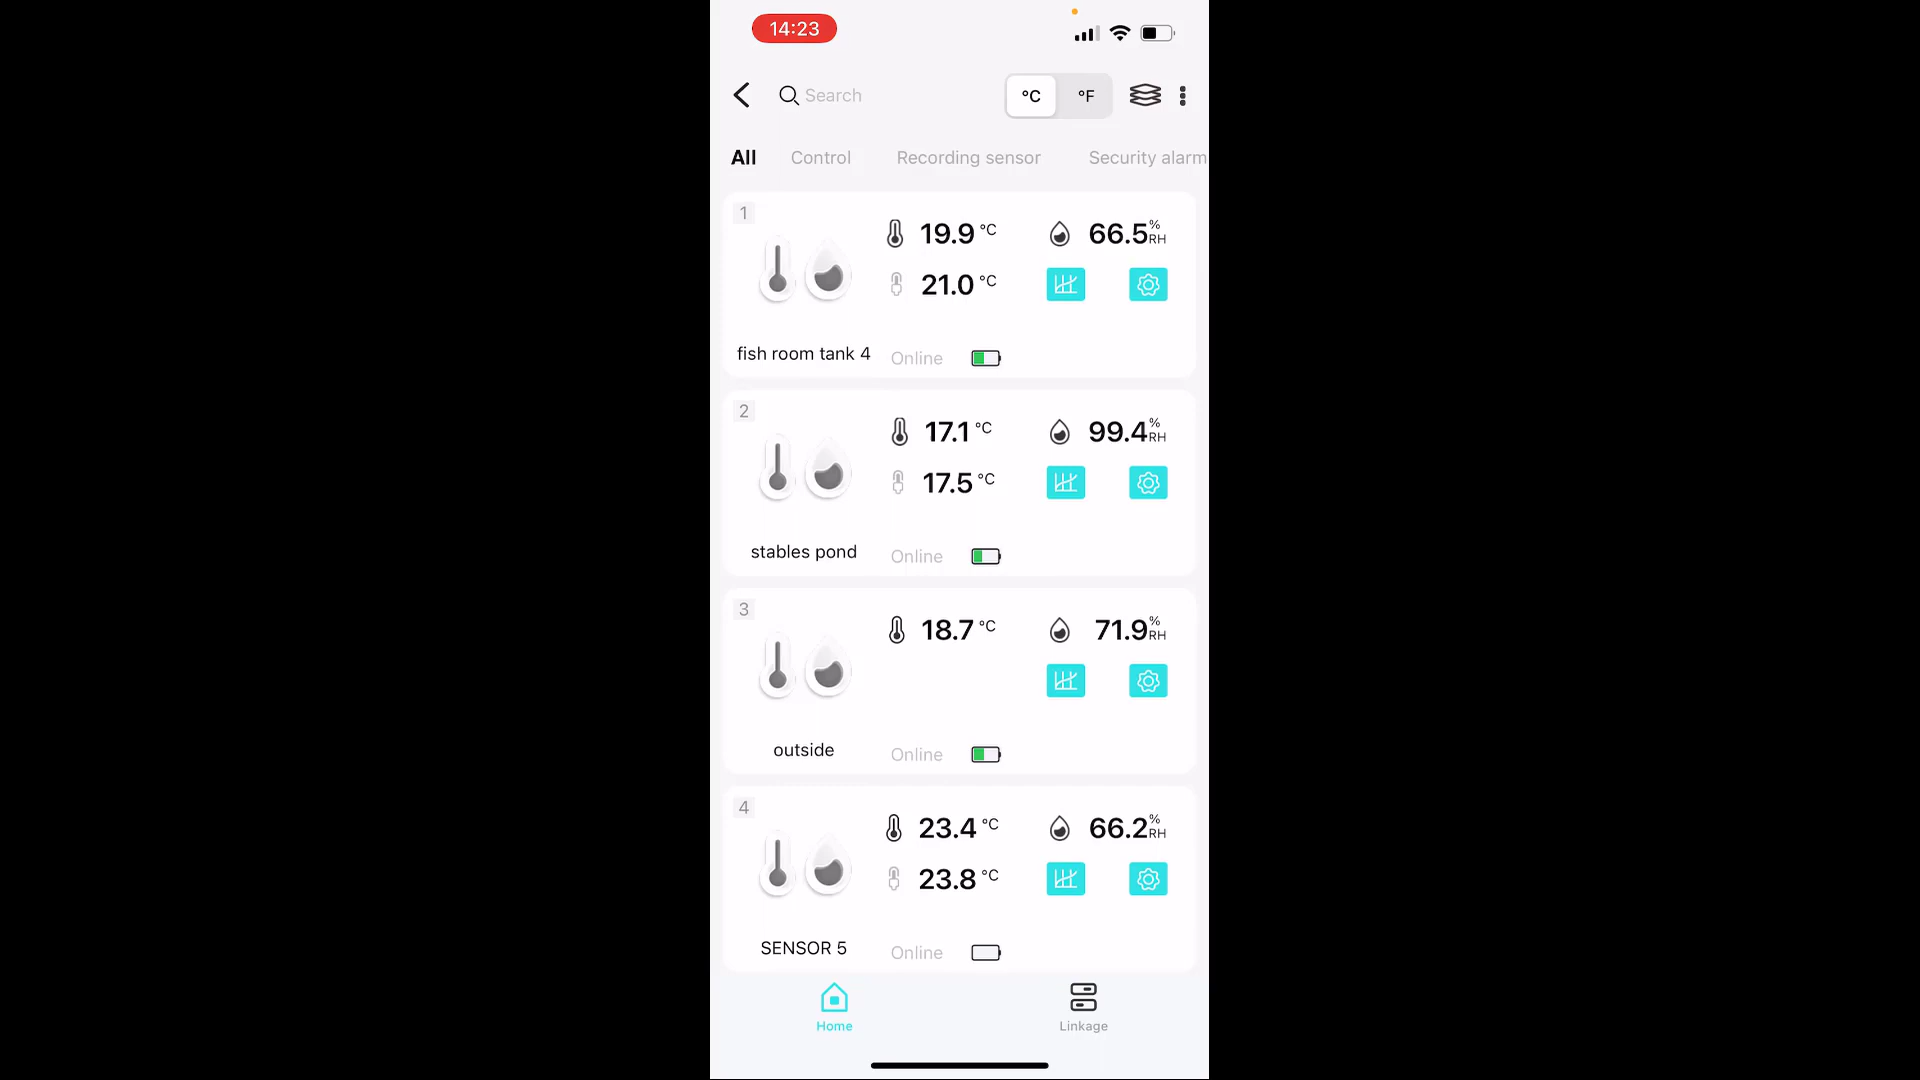 14:23
Search
°C °F
All Control Recording sensor Security alarm
1
19.9 °C 66.5 % RH
21.0 °C
fish room tank 4 Online
2
17.1 °C 99.4 % RH
17.5 °C
stables pond Online
3
18.7 °C 71.9 % RH
outside Online
4
23.4 °C 66.2 % RH
23.8 °C
SENSOR 5 Online
Home Linkage